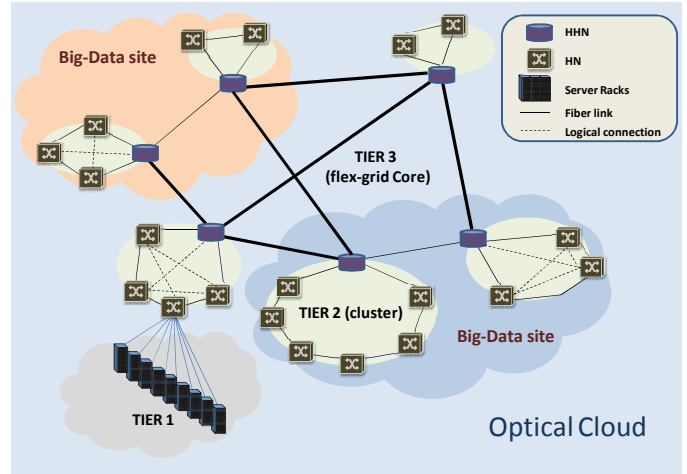 Big-Data site
HHN
HN
Server Racks
Fiber link
Logical connection
TIER 3
(flex-grid Core)
TIER 2 (cluster)
Big-Data site
TIER 1
Optical Cloud